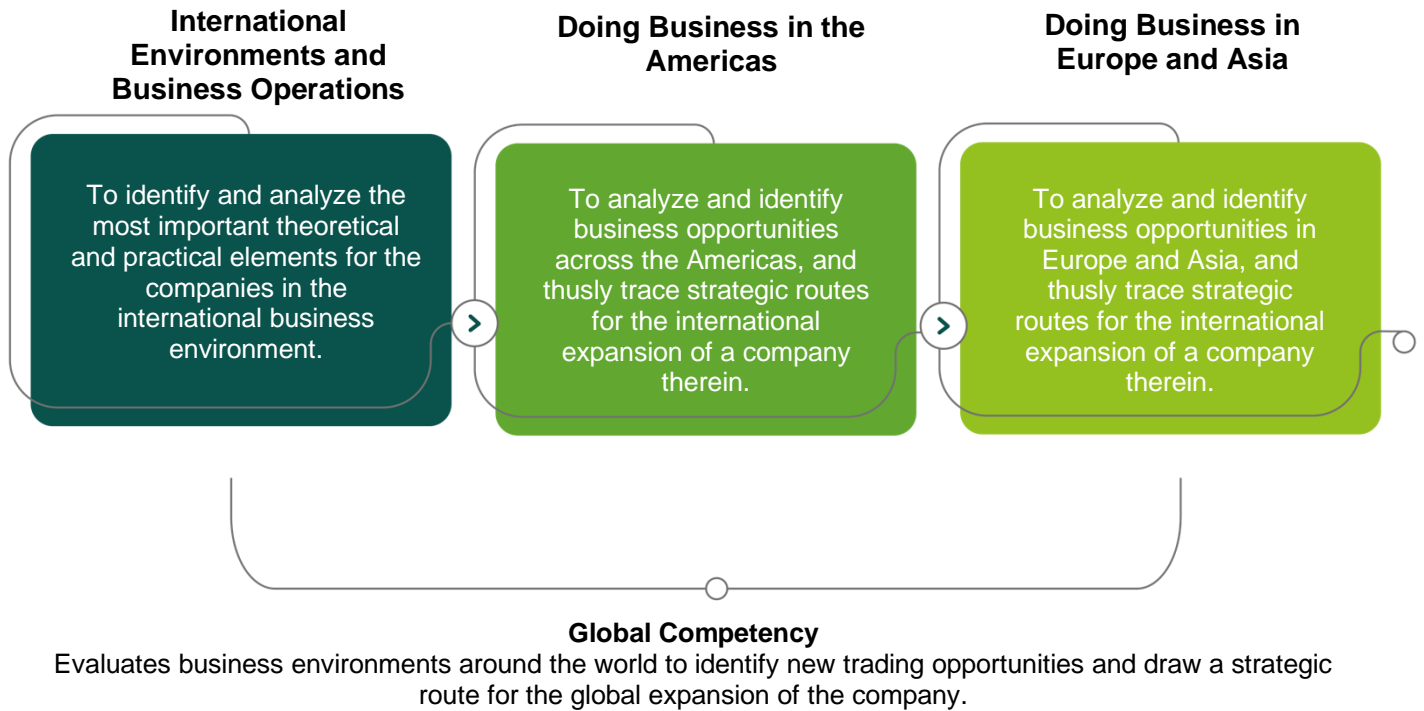 International
Environments and
Business Operations
Doing Business in the
Americas
Doing Business in
Europe and Asia
To identify and analyze the
most important theoretical
and practical elements for the
companies in the
international business
environment.
To analyze and identify
business opportunities
across the Americas, and
thusly trace strategic routes
for the international
expansion of a company
therein.
To analyze and identify
business opportunities in
Europe and Asia, and
thusly trace strategic
routes for the international
expansion of a company
therein.
Global Competency
Evaluates business environments around the world to identify new trading opportunities and draw a strategic
route for the global expansion of the company.